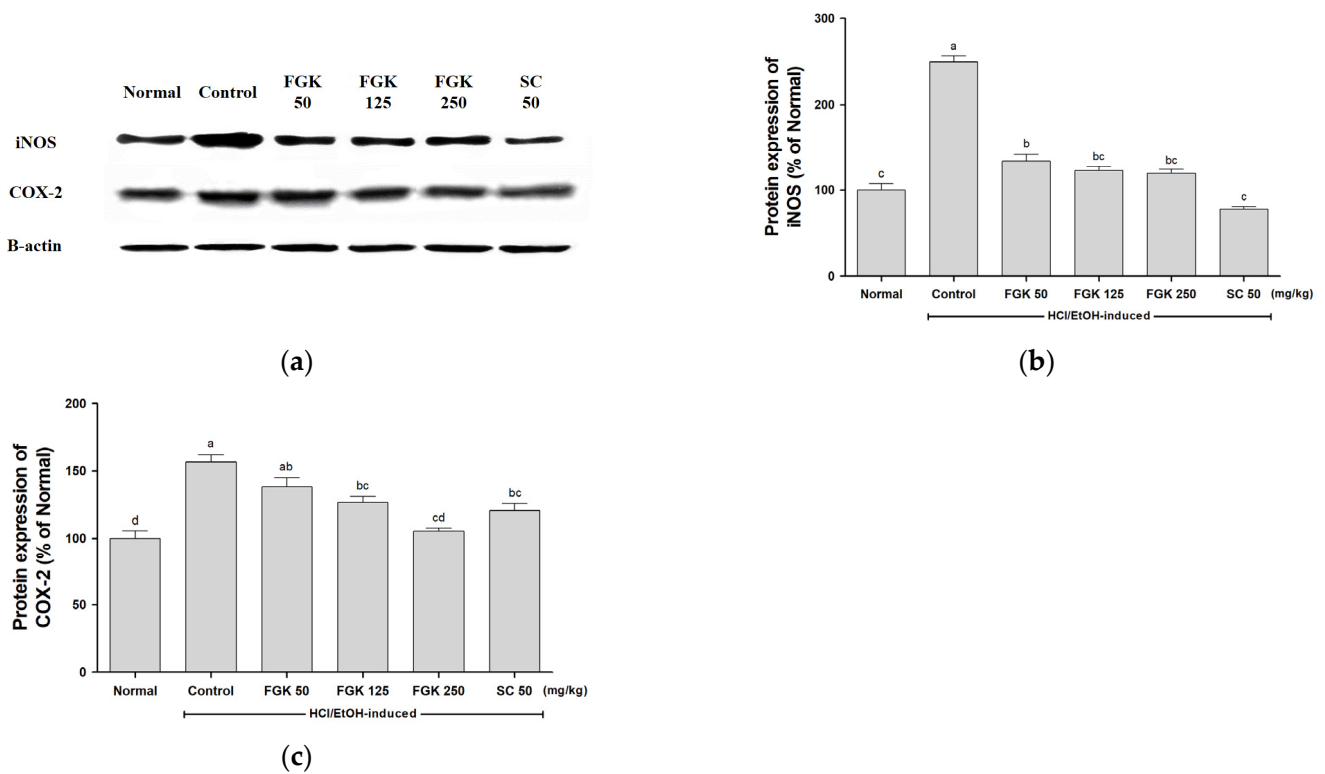 Normal Control FGK 50 FGK 125 FGK 250 SC 50
iNOS
COX-2
B-actin
(a)
Protein expression of
iNOS (% of Normal)
300
200
100
0
a
b
bc
bc
c
c
Normal Control FGK 50 FGK 125 FGK 250 SC 50 (mg/kg)
HCl/EtOH-induced
(b)
Protein expression of
COX-2 (% of Normal)
200
150
100
50
0
a
ab
bc
bc
cd
d
Normal Control FGK 50 FGK 125 FGK 250 SC 50 (mg/kg)
HCl/EtOH-induced
(c)